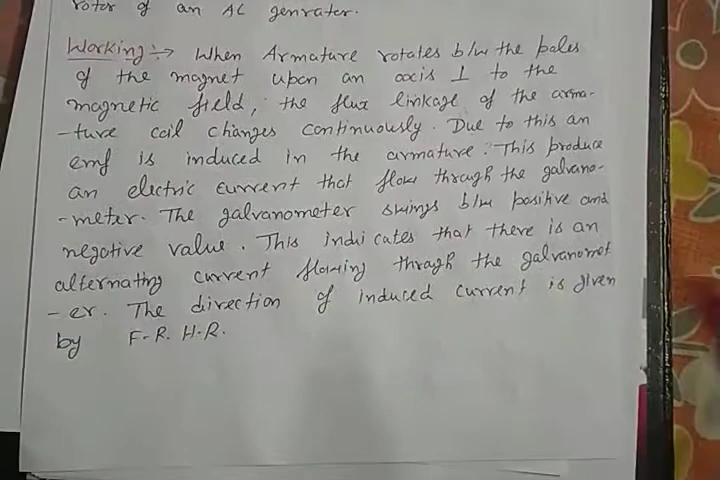 rotor of an AC genrator.
Working :→ When Armature rotates b/w the poles
of the magnet upon an axis ⊥ to the
magnetic field, the flux linkage of the arma-
-ture coil changes continuously. Due to this an
emf is induced in the armature. This produce
an electric current that flows through the galvano-
-meter. The galvanometer swings b/w positive and
negative value. This indicates that there is an
alternating current flowing through the galvanomet
-er. The direction of induced current is given
by F-R. H-R.